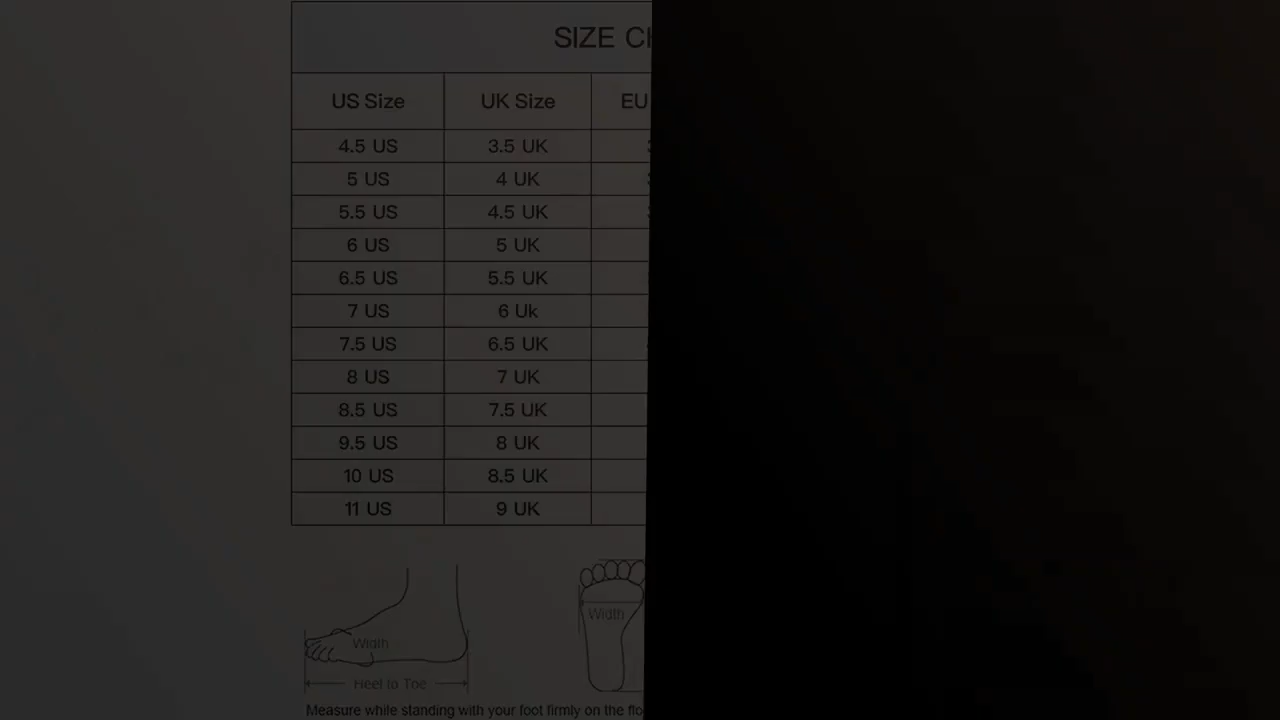 SIZE
US Size UK Size EU
4.5 US 3.5 UK
5 US 4 UK
5.5 US 4.5 UK
6 US 5 UK
6.5 US 5.5 UK
7 US 6 Uk
7.5 US 6.5 UK
8 US 7 UK
8.5 US 7.5 UK
9.5 US 8 UK
10 US 8.5 UK
11 US 9 UK
Width
Width
Heel to Toe
Measure while standing with your foot firmly on the